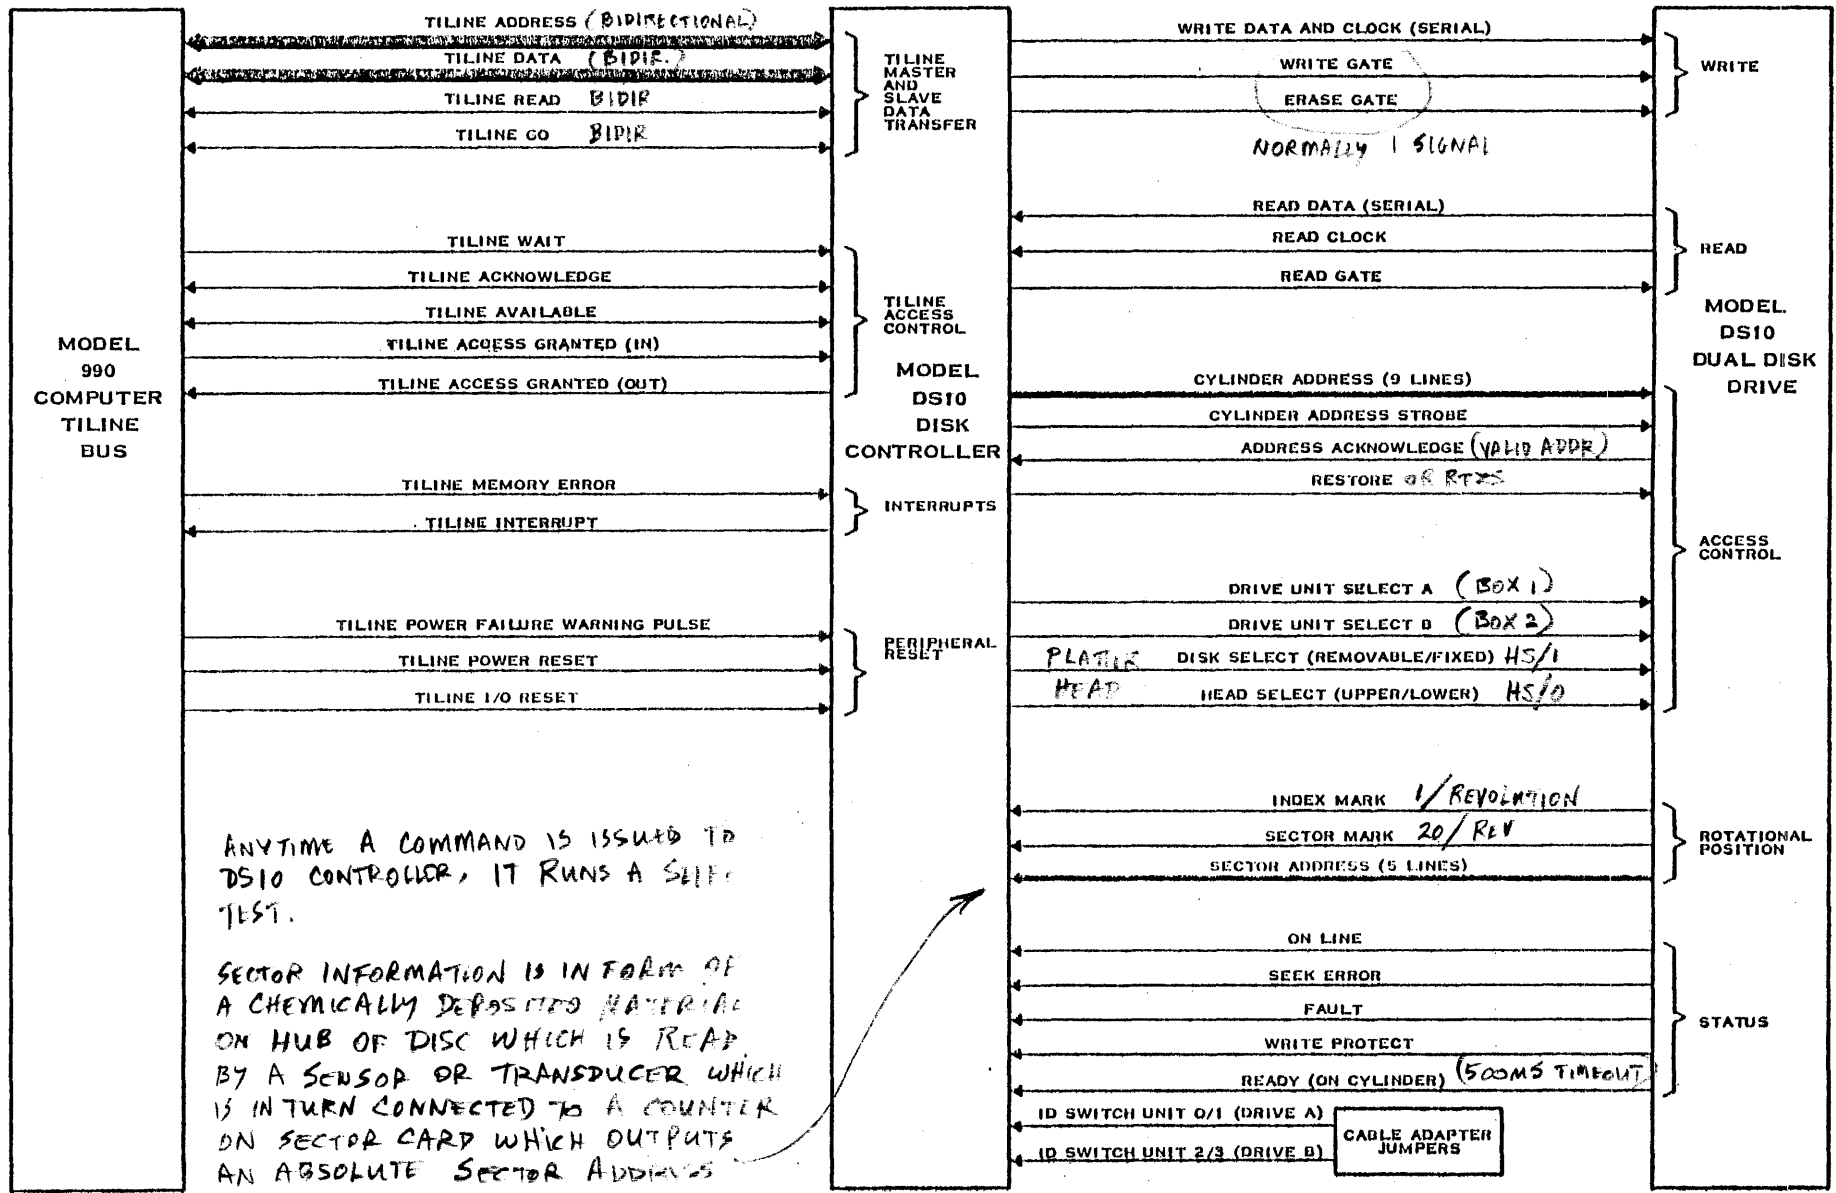 TILINE ADDRESS (BIDIRECTIONAL)
TILINE DATA (BIDIR.)
TILINE READ BIDIR
TILINE GO BIDIR
TILINE
MASTER
AND
SLAVE
DATA
TRANSFER
TILINE WAIT
TILINE ACKNOWLEDGE
TILINE AVAILABLE
TILINE ACCESS GRANTED (IN)
TILINE ACCESS GRANTED (OUT)
TILINE
ACCESS
CONTROL
MODEL
990
COMPUTER
TILINE
BUS
TILINE MEMORY ERROR
TILINE INTERRUPT
INTERRUPTS
TILINE POWER FAILURE WARNING PULSE
TILINE POWER RESET
TILINE I/O RESET
PERIPHERAL
RESET
MODEL
DS10
DISK
CONTROLLER
WRITE DATA AND CLOCK (SERIAL)
WRITE GATE
ERASE GATE
NORMALLY 1 SIGNAL
WRITE
READ DATA (SERIAL)
READ CLOCK
READ GATE
READ
MODEL.
DS10
DUAL DISK
DRIVE
CYLINDER ADDRESS (9 LINES)
CYLINDER ADDRESS STROBE
ADDRESS ACKNOWLEDGE (VALID ADDR)
RESTORE OR RTZS
DRIVE UNIT SELECT A (BOX 1)
DRIVE UNIT SELECT B (BOX 2)
PLATTER DISK SELECT (REMOVABLE/FIXED) HS/1
HEAD HEAD SELECT (UPPER/LOWER) HS/0
ACCESS
CONTROL
INDEX MARK 1/REVOLUTION
SECTOR MARK 20/REV
SECTOR ADDRESS (5 LINES)
ROTATIONAL
POSITION
ON LINE
SEEK ERROR
FAULT
WRITE PROTECT
READY (ON CYLINDER) (500MS TIMEOUT)
STATUS
ID SWITCH UNIT 0/1 (DRIVE A)
ID SWITCH UNIT 2/3 (DRIVE B)
CABLE ADAPTER
JUMPERS
ANYTIME A COMMAND IS ISSUED TO
DS10 CONTROLLER, IT RUNS A SELF
TEST.
SECTOR INFORMATION IS IN FORM OF
A CHEMICALLY DEPOSITED MATERIAL
ON HUB OF DISC WHICH IS READ
BY A SENSOR OR TRANSDUCER WHICH
IS IN TURN CONNECTED TO A COUNTER
ON SECTOR CARD WHICH OUTPUTS
AN ABSOLUTE SECTOR ADDRESS